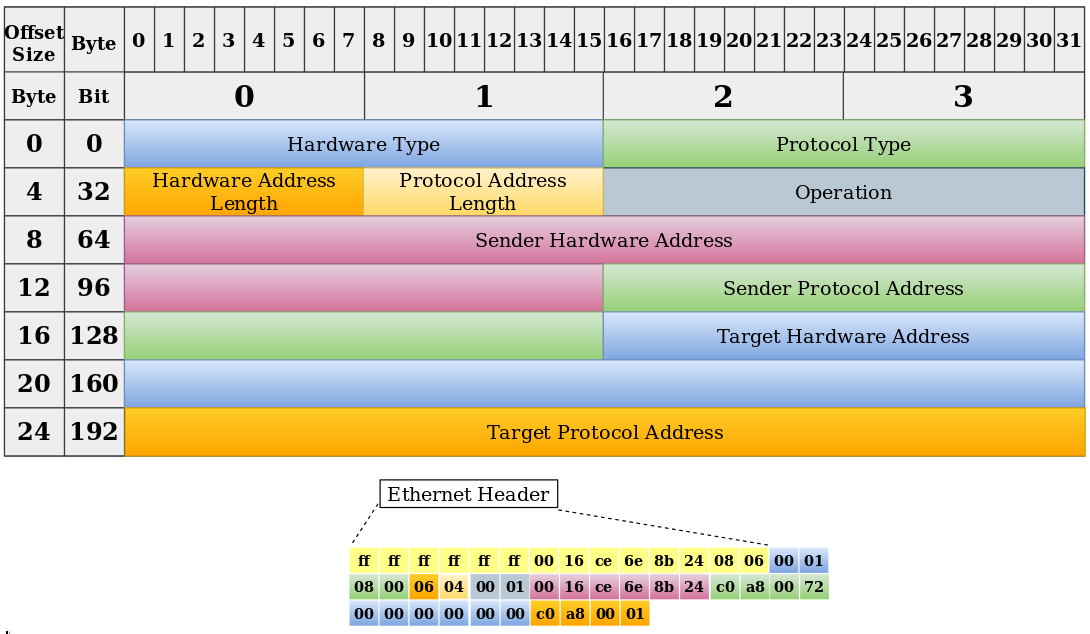 Offset Size Byte 0 1 2 3 4 5 6 7 8 9 10 11 12 13 14 15 16 17 18 19 20 21 22 23 24 25 26 27 28 29 30 31
Byte Bit 0 1 2 3
0 0 Hardware Type Protocol Type
4 32 Hardware Address Length Protocol Address Length Operation
8 64 Sender Hardware Address
12 96 Sender Protocol Address
16 128 Target Hardware Address
20 160
24 192 Target Protocol Address
Ethernet Header
ff ff ff ff ff ff 00 16 ce 6e 8b 24 08 06 00 01
08 00 06 04 00 01 00 16 ce 6e 8b 24 c0 a8 00 72
00 00 00 00 00 00 c0 a8 00 01